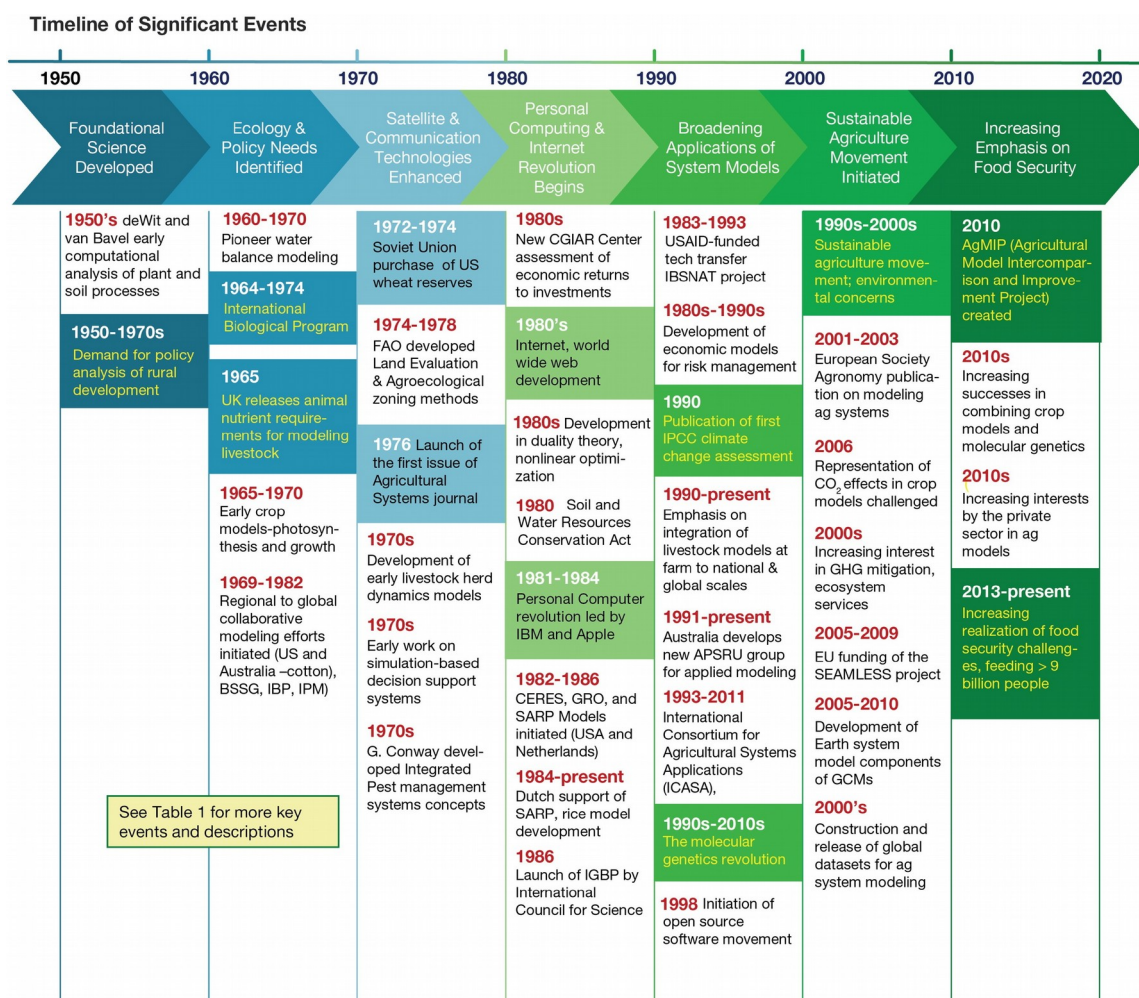 Timeline of Significant Events
1950
1960
1970
1980
1990
2000
2010
2020
Foundational
Science
Developed
Ecology &
Policy Needs
Identified
Satellite &
Communication
Technologies
Enhanced
Personal
Computing &
Internet
Revolution
Begins
Broadening
Applications of
System Models
Sustainable
Agriculture
Movement
Initiated
Increasing
Emphasis on
Food Security
1950's deWit and
van Bavel early
computational
analysis of plant and
soil processes
1950-1970s
Demand for policy
analysis of rural
development
1960-1970
Pioneer water
balance modeling
1964-1974
International
Biological Program
1965
UK releases animal
nutrient require-
ments for modeling
livestock
1965-1970
Early crop
models-photosyn-
thesis and growth
1969-1982
Regional to global
collaborative
modeling efforts
initiated (US and
Australia –cotton),
BSSG, IBP, IPM)
1972-1974
Soviet Union
purchase of US
wheat reserves
1974-1978
FAO developed
Land Evaluation
& Agroecological
zoning methods
1976 Launch of
the first issue of
Agricultural
Systems journal
1970s
Development of
early livestock herd
dynamics models
1970s
Early work on
simulation-based
decision support
systems
1970s
G. Conway devel-
oped Integrated
Pest management
systems concepts
1980s
New CGIAR Center
assessment of
economic returns
to investments
1980's
Internet, world
wide web
development
1980s Development
in duality theory,
nonlinear optimi-
zation
1980 Soil and
Water Resources
Conservation Act
1981-1984
Personal Computer
revolution led by
IBM and Apple
1982-1986
CERES, GRO, and
SARP Models
initiated (USA and
Netherlands)
1984-present
Dutch support of
SARP, rice model
development
1986
Launch of IGBP by
International
Council for Science
1983-1993
USAID-funded
tech transfer
IBSNAT project
1980s-1990s
Development of
economic models
for risk management
1990
Publication of first
IPCC climate
change assessment
1990-present
Emphasis on
integration of
livestock models at
farm to national &
global scales
1991-present
Australia develops
new APSRU group
for applied modeling
1993-2011
International
Consortium for
Agricultural Systems
Applications
(ICASA),
1990s-2010s
The molecular
genetics revolution
1998 Initiation of
open source
software movement
1990s-2000s
Sustainable
agriculture move-
ment; environmen-
tal concerns
2001-2003
European Society
Agronomy publica-
tion on modeling
ag systems
2006
Representation of
CO2 effects in crop
models challenged
2000s
Increasing interest
in GHG mitigation,
ecosystem
services
2005-2009
EU funding of the
SEAMLESS project
2005-2010
Development of
Earth system
model components
of GCMs
2000's
Construction and
release of global
datasets for ag
system modeling
2010
AgMIP (Agricultural
Model Intercompar-
ison and Improve-
ment Project)
created
2010s
Increasing
successes in
combining crop
models and
molecular genetics
2010s
Increasing interests
by the private
sector in ag
models
2013-present
Increasing
realization of food
security challeng-
es, feeding > 9
billion people
See Table 1 for more key
events and descriptions